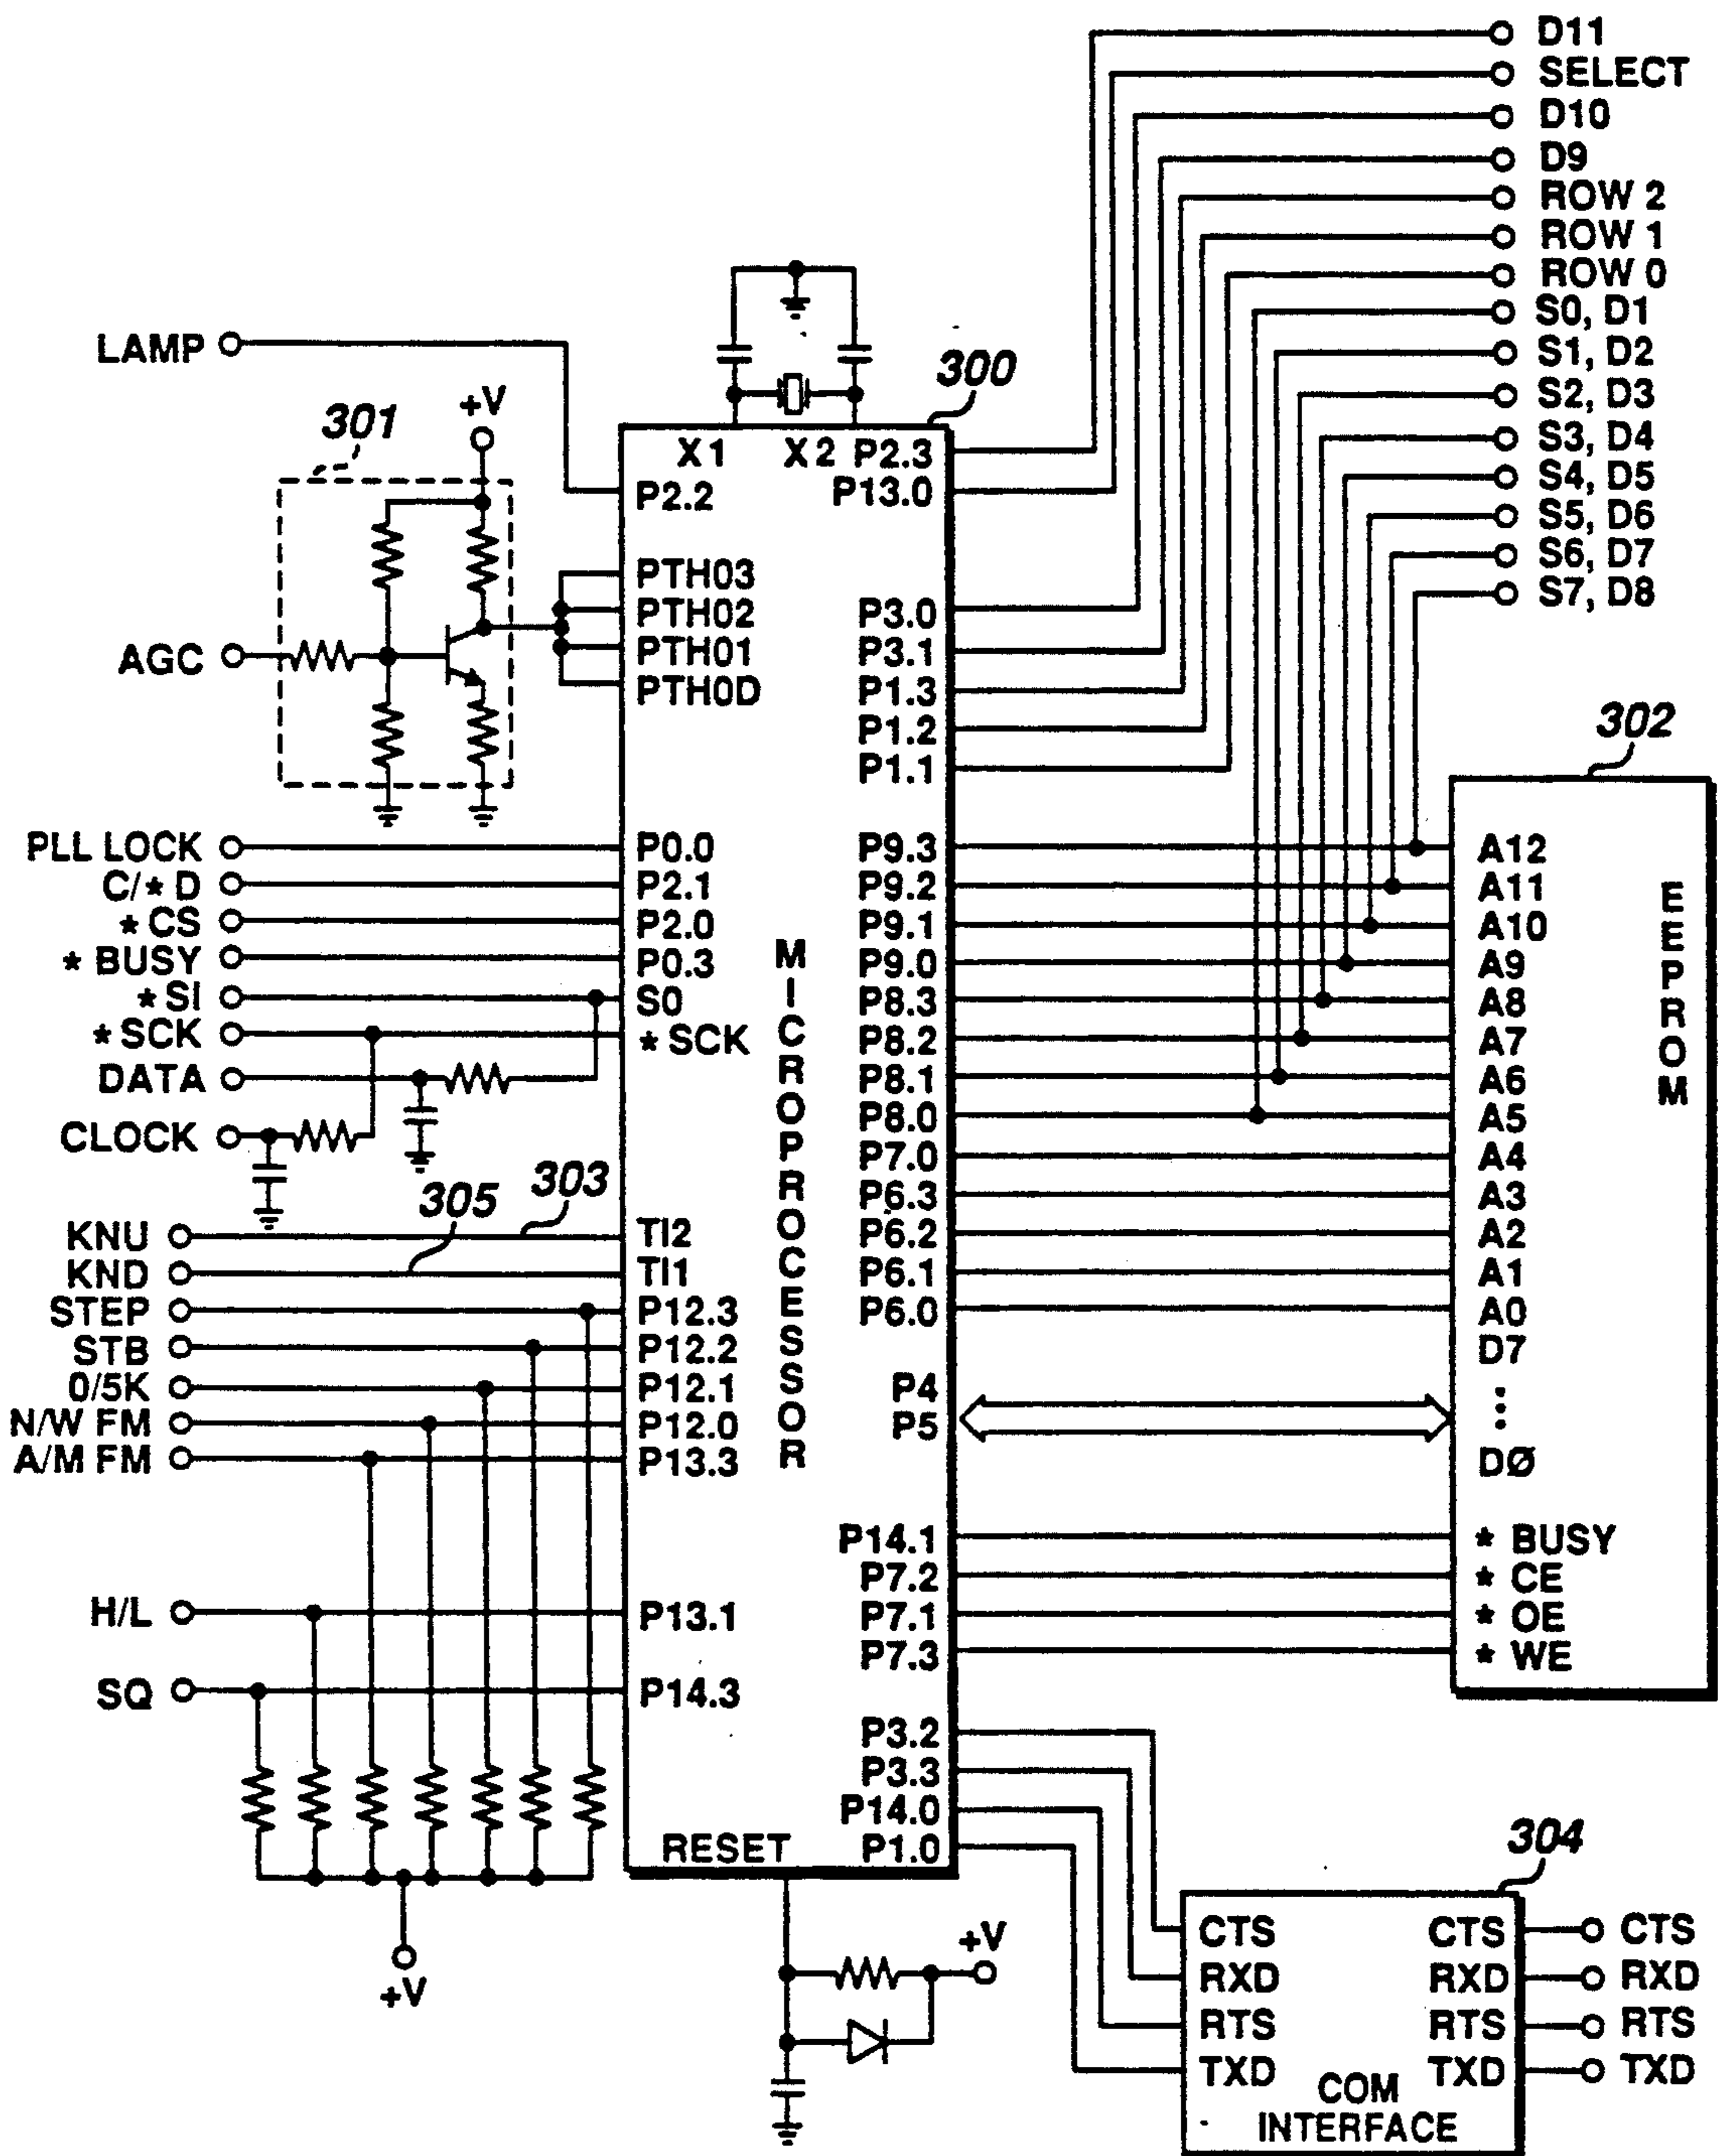 D11
SELECT
D10
D9
ROW 2
ROW 1
ROW 0
S0, D1
S1, D2
S2, D3
S3, D4
S4, D5
S5, D6
S6, D7
S7, D8
LAMP
300
301
+V
X1 X2 P2.3
P2.2 P13.0
PTH03
PTH02 P3.0
PTH01 P3.1
AGC
PTH0D P1.3
P1.2
P1.1
302
PLL LOCK P0.0 P9.3 A12
C/*D P2.1 P9.2 A11
*CS P2.0 P9.1 A10
*BUSY P0.3 P9.0 A9
*SI S0 P8.3 A8
*SCK *SCK P8.2 A7
DATA P8.1 A6
P8.0 A5
CLOCK
P7.0 A4
P6.3 A3
303
305
KNU TI2 P6.2 A2
KND TI1 P6.1 A1
STEP P12.3 P6.0 A0
STB P12.2 D7
0/5K P12.1 P4
N/W FM P12.0 P5 ⋮
A/M FM P13.3 DØ
MICROPROCESSOR
EEPROM
P14.1 * BUSY
P7.2 * CE
H/L P13.1 P7.1 * OE
P7.3 * WE
SQ P14.3
P3.2
P3.3
P14.0
RESET P1.0
304
+V
+V
CTS CTS CTS
RXD RXD RXD
RTS RTS RTS
TXD TXD TXD
COM
INTERFACE